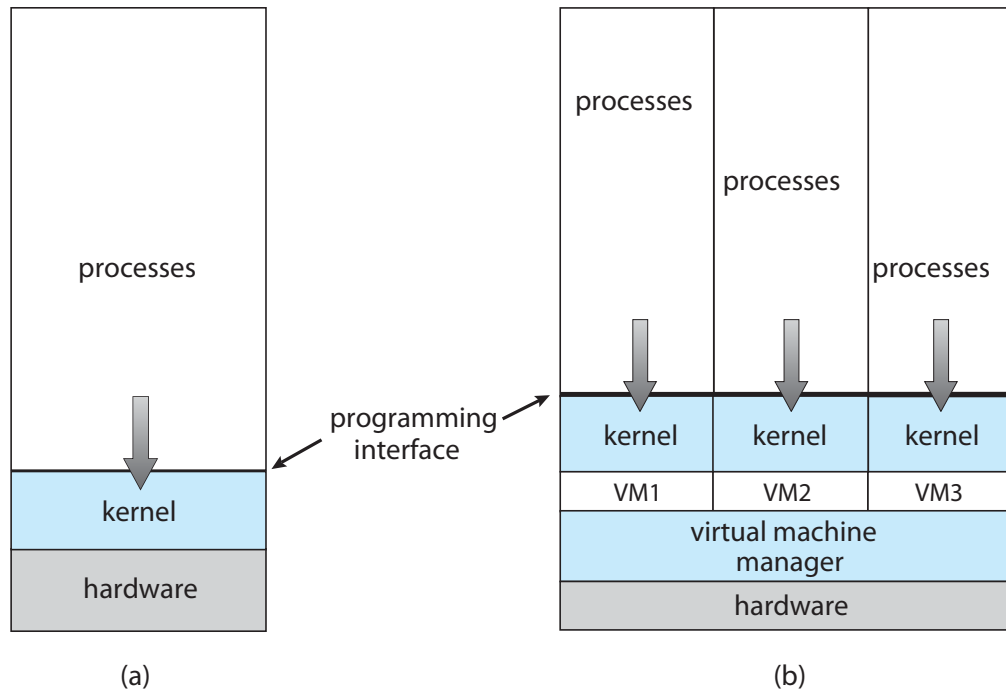 processes
kernel
hardware
(a)
programming
interface
processes
processes
processes
kernel
kernel
kernel
VM1
VM2
VM3
virtual machine
manager
hardware
(b)